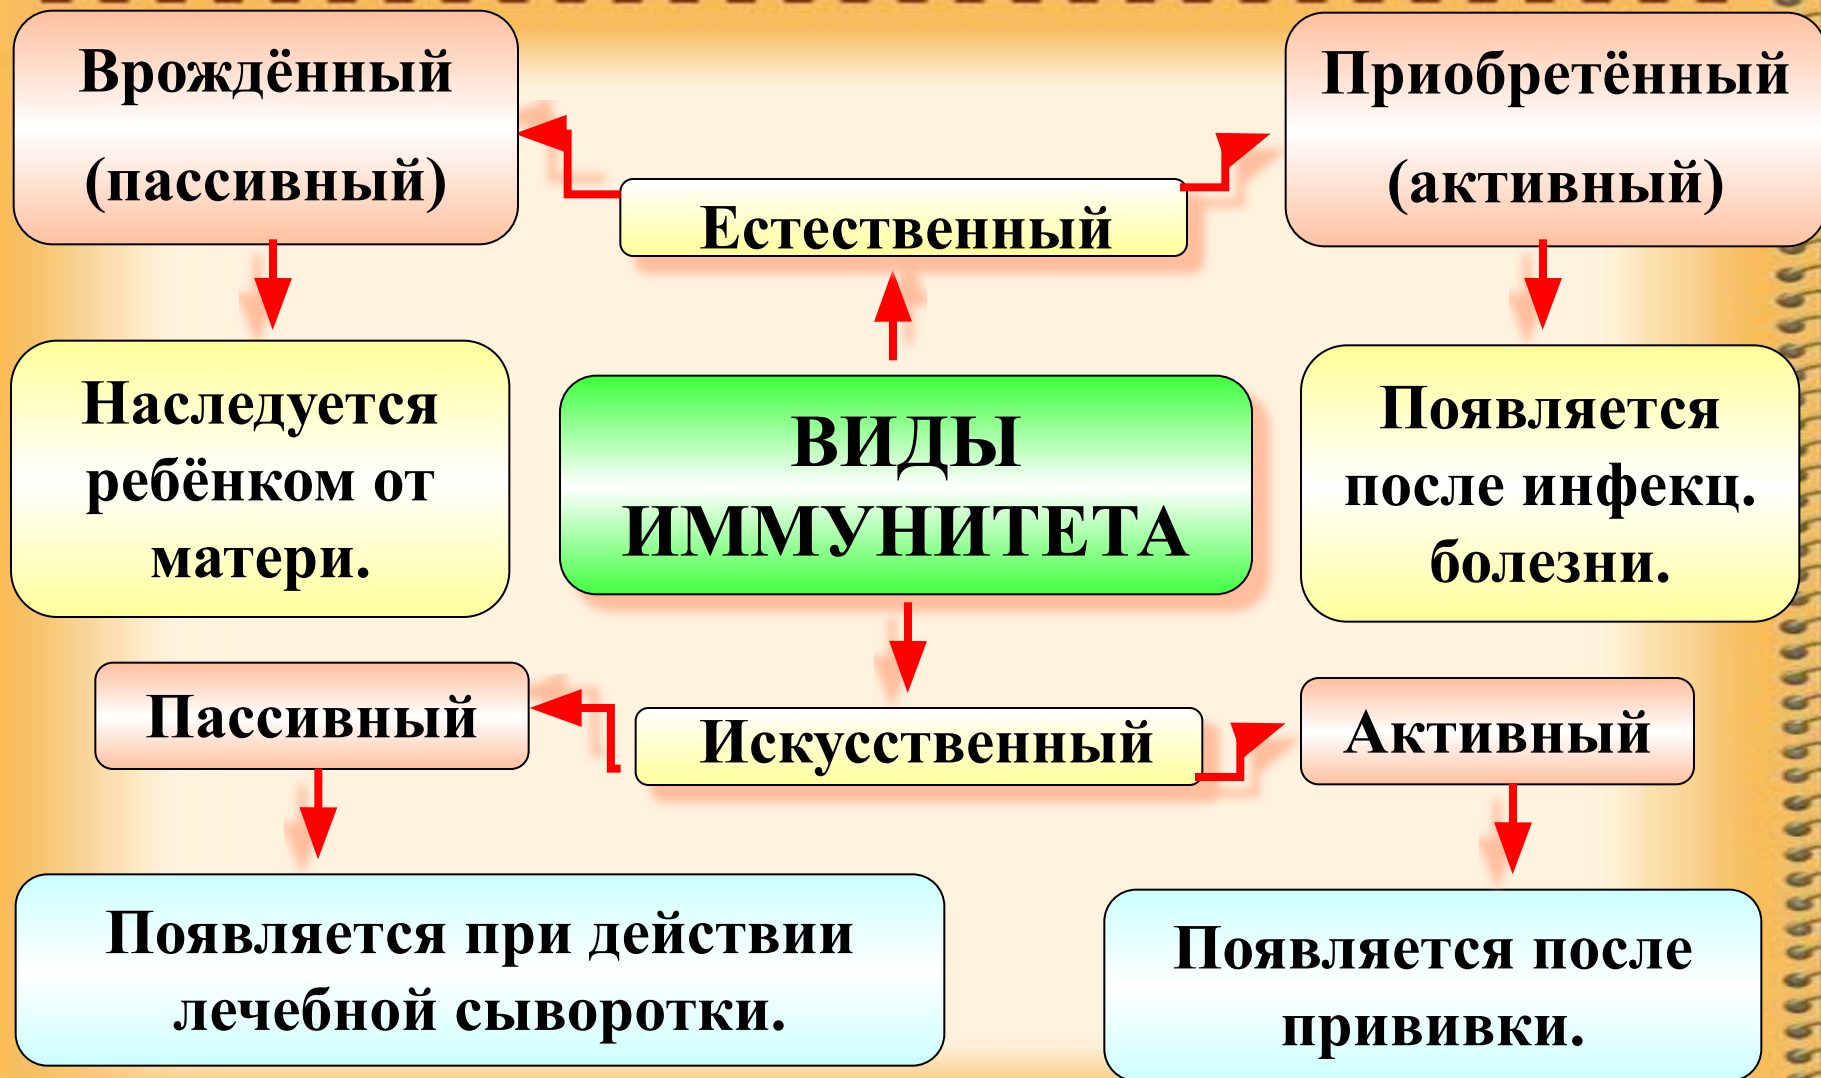 Врождённый
(пассивный)
Приобретённый
(активный)
Естественный
Наследуется
ребёнком от
матери.
ВИДЫ
ИММУНИТЕТА
Появляется
после инфекц.
болезни.
Пассивный
Искусственный
Активный
Появляется при действии
лечебной сыворотки.
Появляется после
прививки.